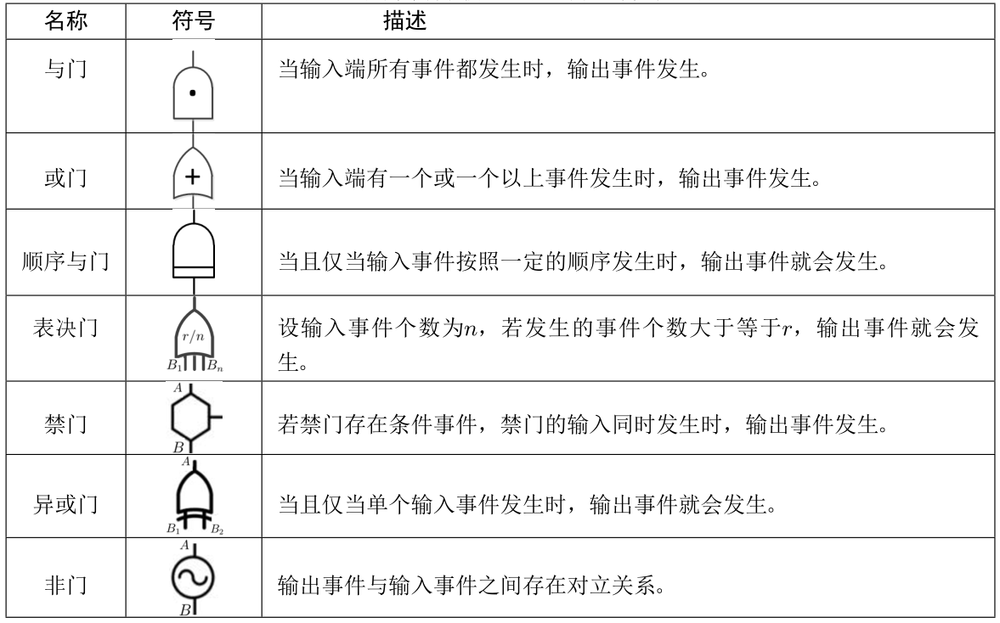 名称 符号 描述
与门 当输入端所有事件都发生时，输出事件发生。
+
或门 当输入端有一个或一个以上事件发生时，输出事件发生。
顺序与门 当且仅当输入事件按照一定的顺序发生时，输出事件就会发生。
表决门 r/n 设输入事件个数为n，若发生的事件个数大于等于r，输出事件就会发
B1 Bn 生。
A
禁门 若禁门存在条件事件，禁门的输入同时发生时，输出事件发生。
B
A
异或门 当且仅当单个输入事件发生时，输出事件就会发生。
B1 B2
A
非门 输出事件与输入事件之间存在对立关系。
B